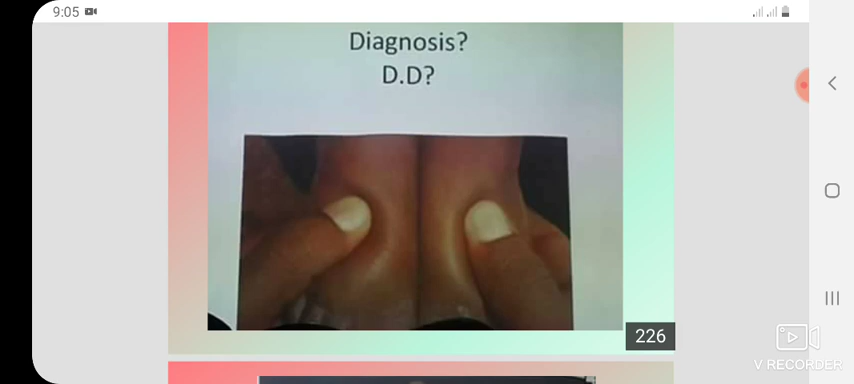 9:05
Diagnosis?
D.D?
226
V RECORDER